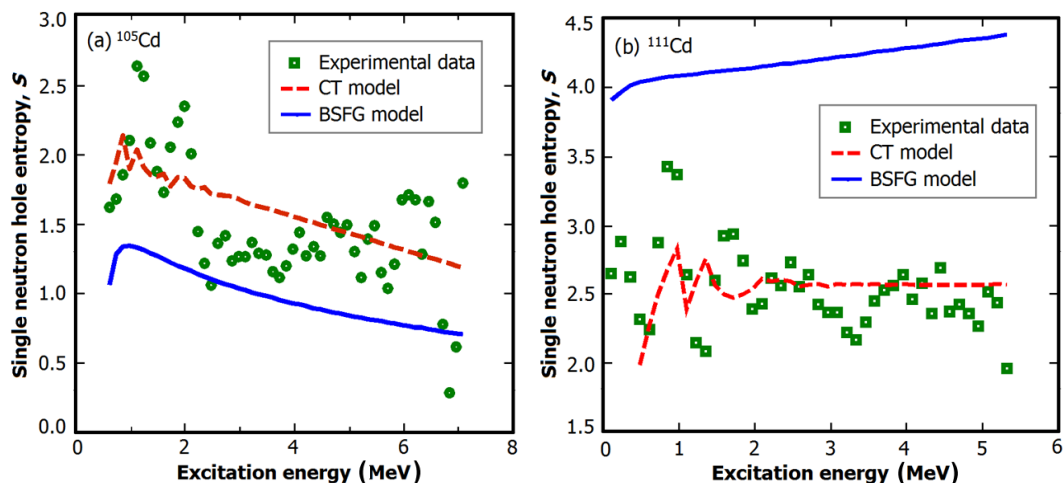 (a) ¹⁰⁵Cd
Experimental data
CT model
BSFG model
Single neutron hole entropy, S
3.0
2.5
2.0
1.5
1.0
0.5
0.0
0 2 4 6 8
Excitation energy (MeV)
(b) ¹¹¹Cd
Experimental data
CT model
BSFG model
Single neutron hole entropy, S
4.5
4.0
3.5
3.0
2.5
2.0
1.5
0 1 2 3 4 5 6
Excitation energy (MeV)